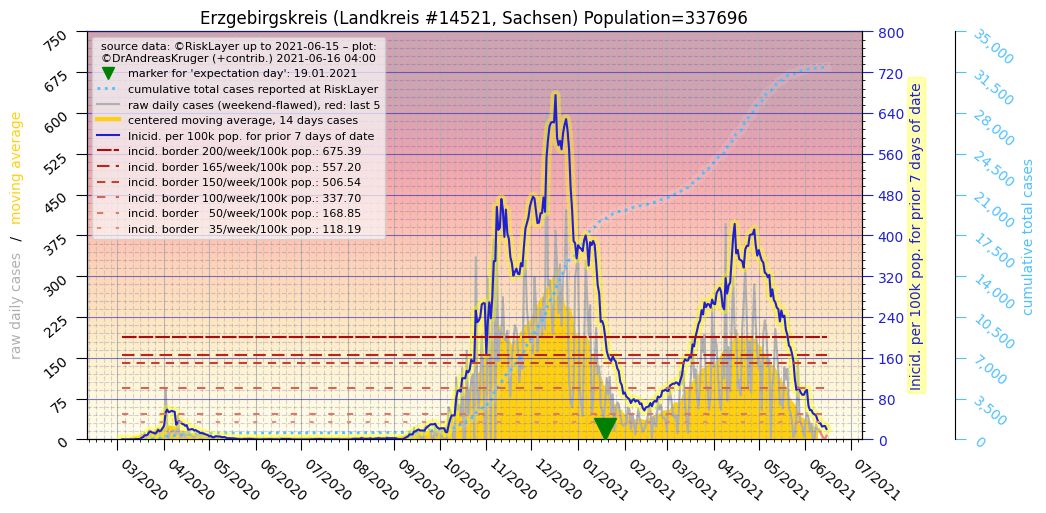 Erzgebirgskreis (Landkreis #14521, Sachsen) Population=337696
source data: ©RiskLayer up to 2021-06-15 – plot:
©DrAndreasKruger (+contrib.) 2021-06-16 04:00
marker for 'expectation day': 19.01.2021
cumulative total cases reported at RiskLayer
raw daily cases (weekend-flawed), red: last 5
centered moving average, 14 days cases
Inicid. per 100k pop. for prior 7 days of date
incid. border 200/week/100k pop.: 675.39
incid. border 165/week/100k pop.: 557.20
incid. border 150/week/100k pop.: 506.54
incid. border 100/week/100k pop.: 337.70
incid. border 50/week/100k pop.: 168.85
incid. border 35/week/100k pop.: 118.19
raw daily cases / moving average
750
675
600
525
450
375
300
225
150
75
0
800
720
640
560
480
400
320
240
160
80
0
Inicid. per 100k pop. for prior 7 days of date
35,000
31,500
28,000
24,500
21,000
17,500
14,000
10,500
7,000
3,500
0
cumulative total cases
03/2020
04/2020
05/2020
06/2020
07/2020
08/2020
09/2020
10/2020
11/2020
12/2020
01/2021
02/2021
03/2021
04/2021
05/2021
06/2021
07/2021